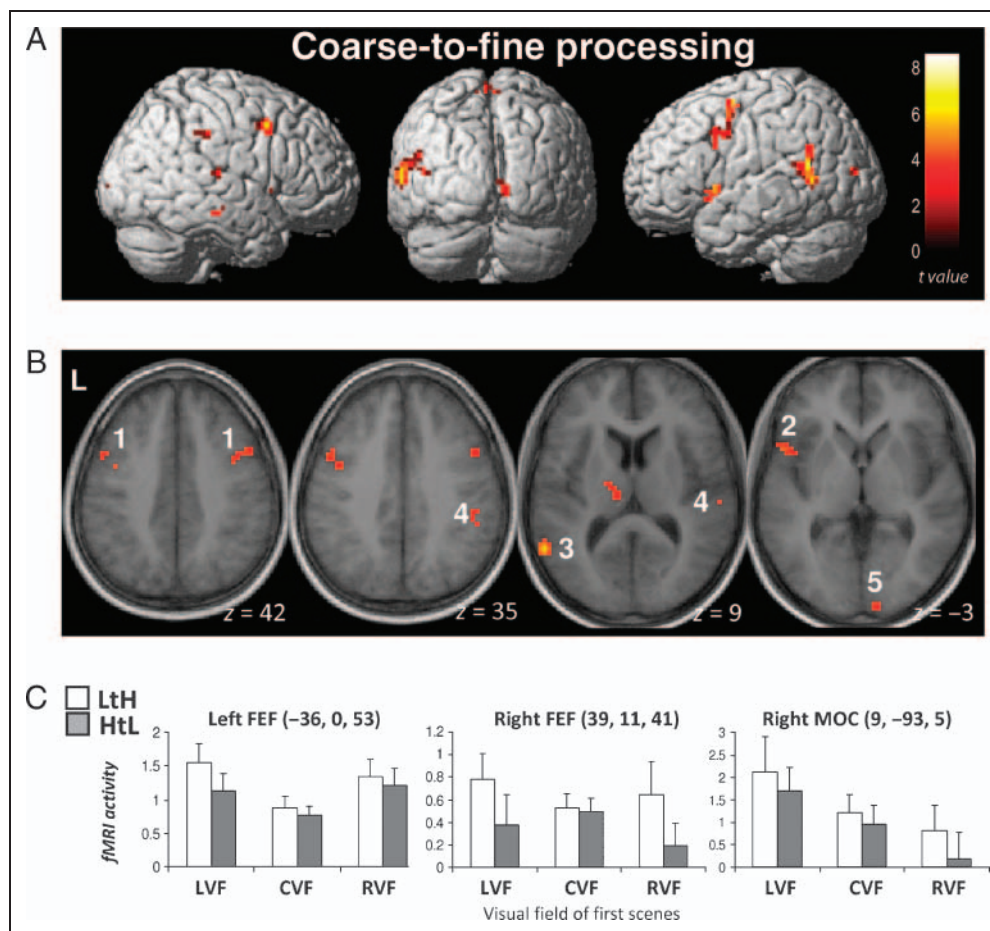 A
Coarse-to-fine processing
8
6
4
2
0
t value
B
L
1
1
4
3
4
2
5
z = 42
z = 35
z = 9
z = −3
C
LtH
HtL
Left FEF (−36, 0, 53)
Right FEF (39, 11, 41)
Right MOC (9, −93, 5)
fMRI activity
2
1.5
1
0.5
0
LVF CVF RVF
1.2
1
0.8
0.6
0.4
0.2
0
LVF CVF RVF
3
2.5
2
1.5
1
0.5
0
LVF CVF RVF
Visual field of first scenes